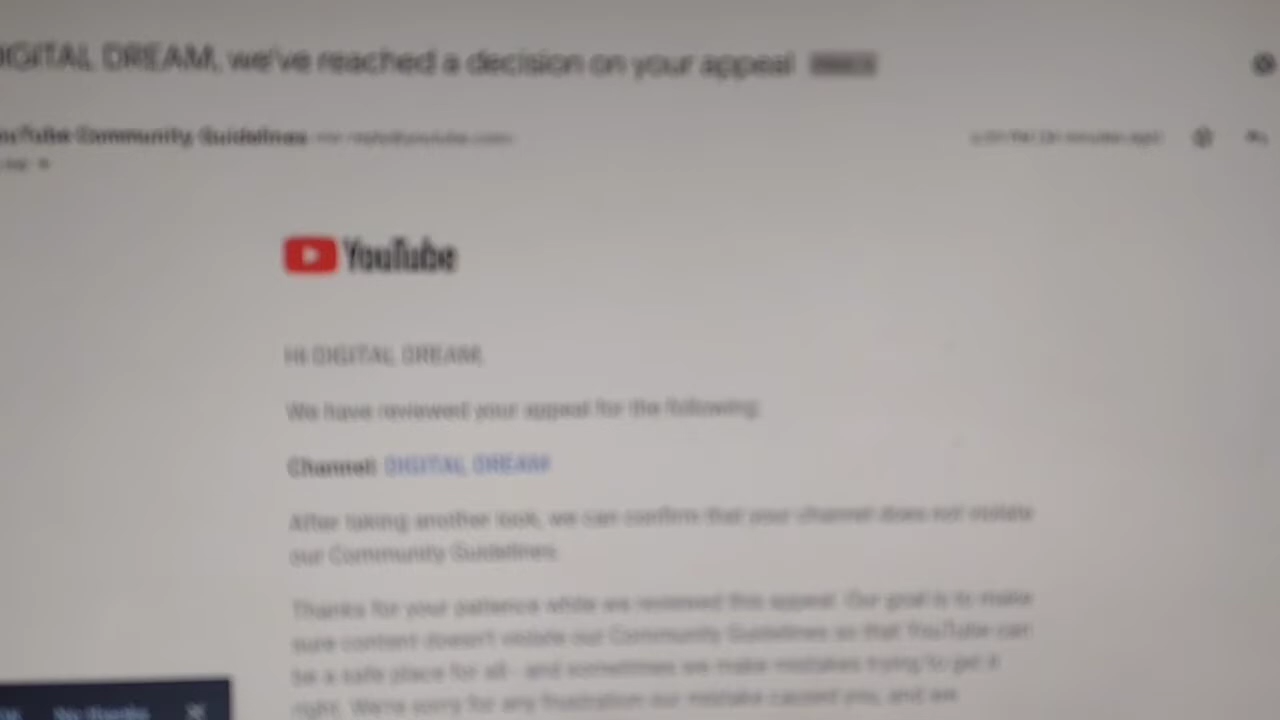 DIGITAL DREAM, we've reached a decision on your appeal
YouTube Community Guidelines
YouTube
Hi DIGITAL DREAM,
We have reviewed your appeal for the following:
Channel: DIGITAL DREAM
After taking another look, we can confirm that your channel does not violate
our Community Guidelines.
Thanks for your patience while we reviewed this appeal. Our goal is to make
sure content doesn't violate our Community Guidelines so that YouTube can
be a safe place for all - and sometimes we make mistakes trying to get it
right. We're sorry for any frustration our mistake caused you, and we
No thanks